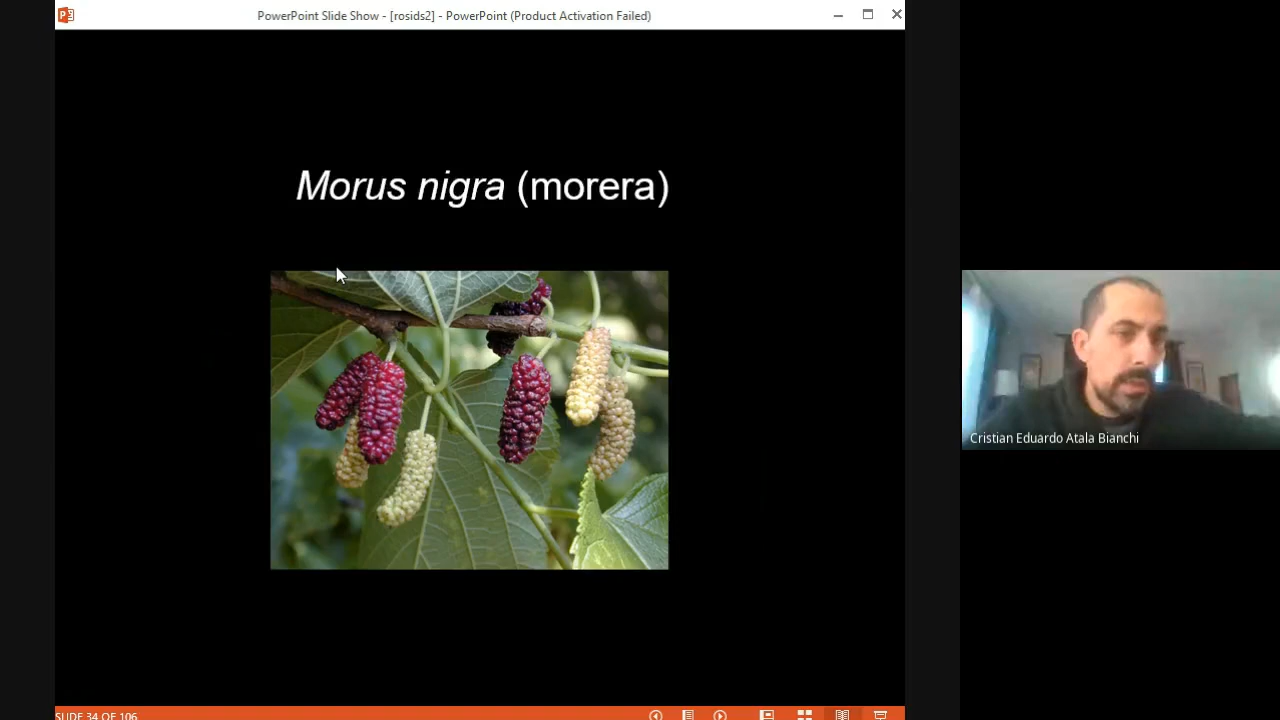 PowerPoint Slide Show - [rosids2] - PowerPoint (Product Activation Failed)
Morus nigra (morera)
Cristian Eduardo Atala Bianchi
SLIDE 34 OF 106